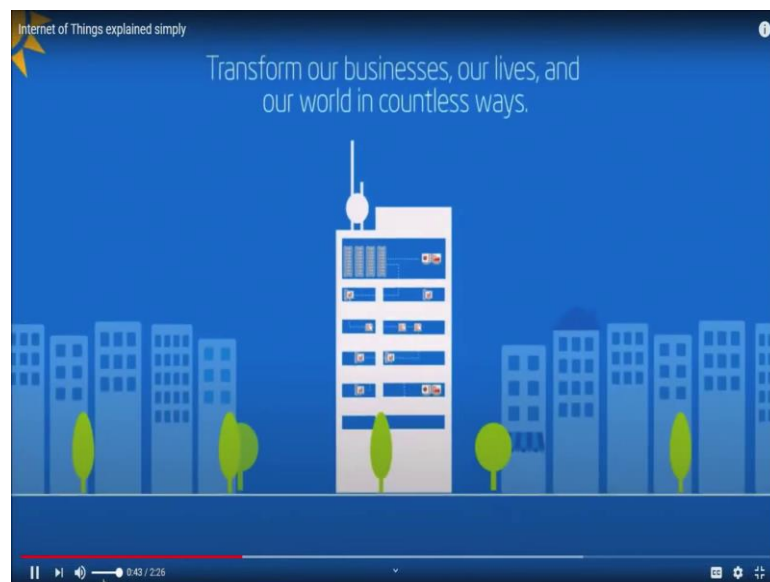 Internet of Things explained simply
Transform our businesses, our lives, and
our world in countless ways.
0:43 / 2:26